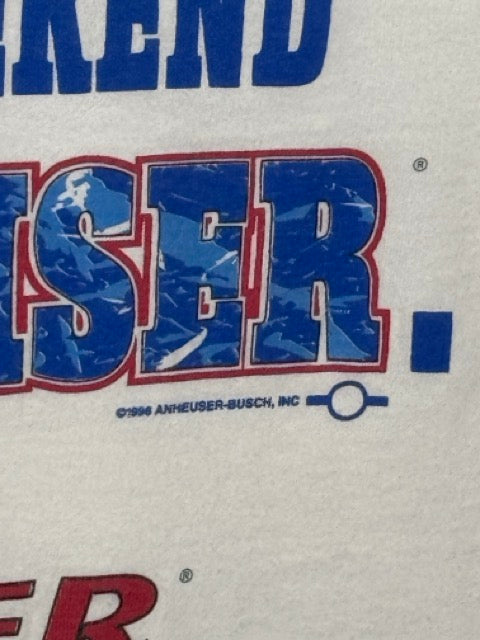 EKEND
ISER®.
©1996 ANHEUSER-BUSCH, INC
ER®